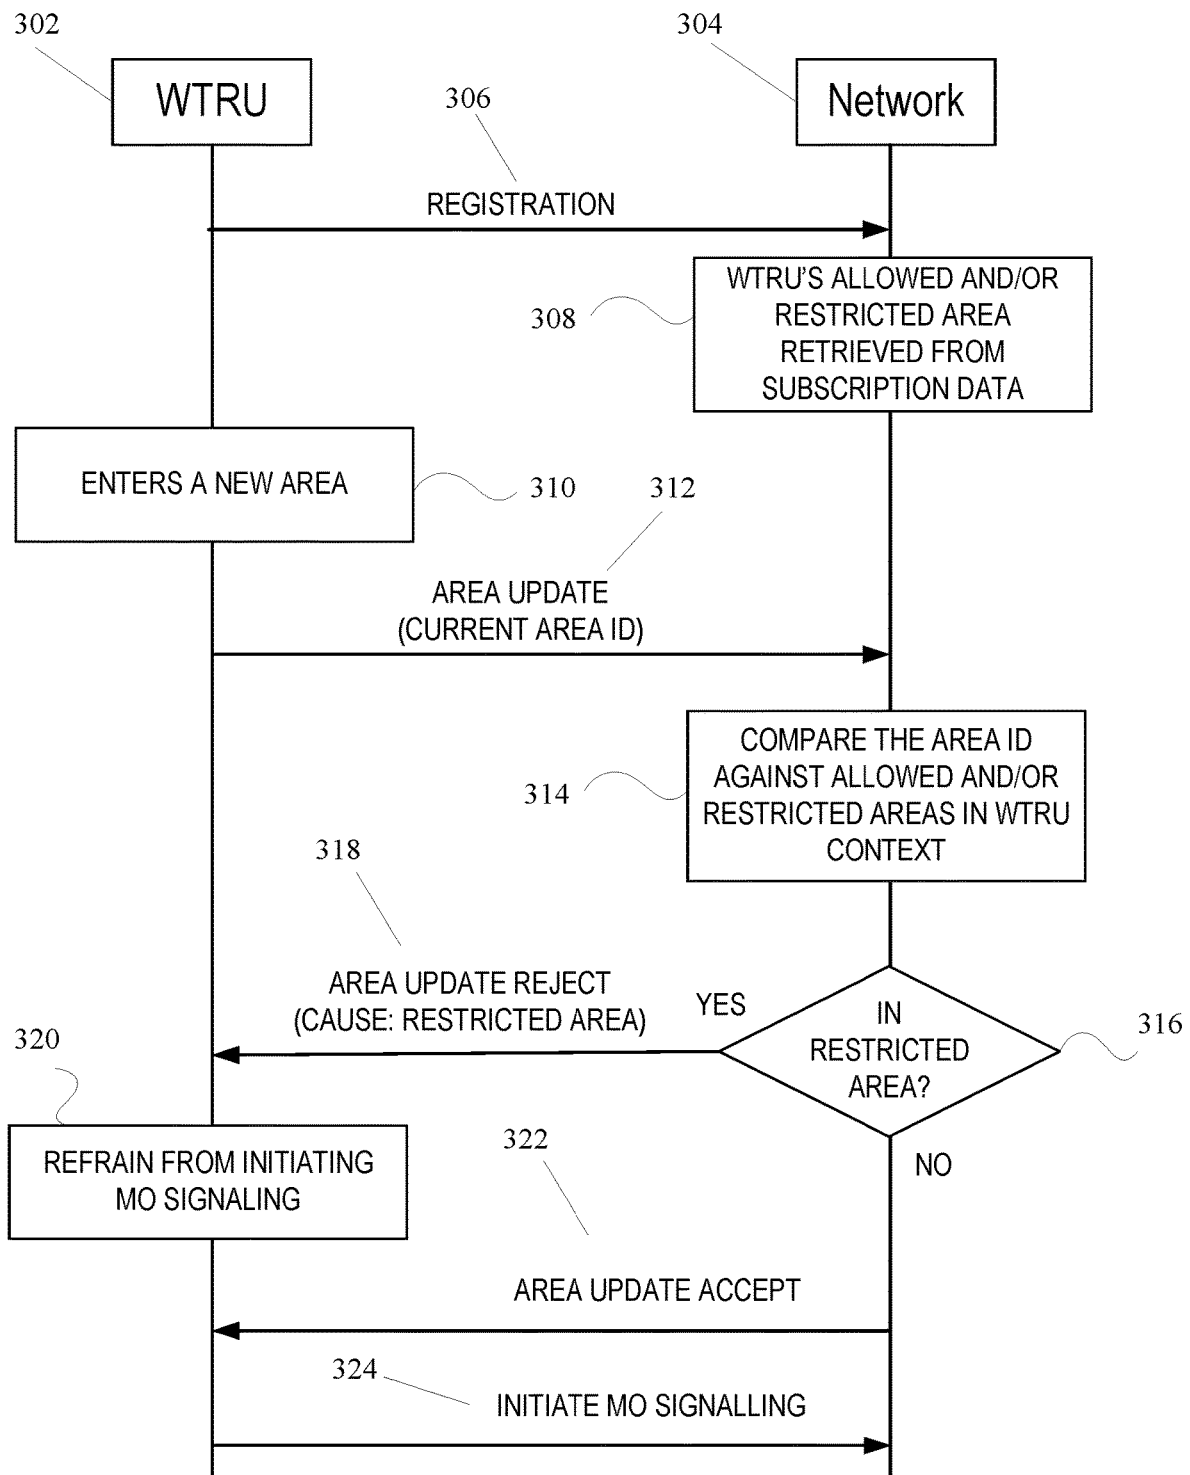 302
304
WTRU
Network
306
REGISTRATION
308
WTRU'S ALLOWED AND/OR
RESTRICTED AREA
RETRIEVED FROM
SUBSCRIPTION DATA
ENTERS A NEW AREA
310
312
AREA UPDATE
(CURRENT AREA ID)
314
COMPARE THE AREA ID
AGAINST ALLOWED AND/OR
RESTRICTED AREAS IN WTRU
CONTEXT
318
AREA UPDATE REJECT
(CAUSE: RESTRICTED AREA)
YES
IN
RESTRICTED
AREA?
316
320
REFRAIN FROM INITIATING
MO SIGNALING
322
NO
AREA UPDATE ACCEPT
324
INITIATE MO SIGNALLING